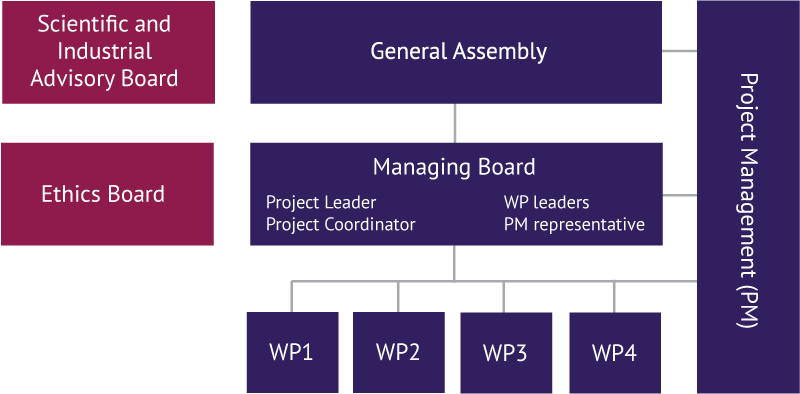 Scientific and
Industrial
Advisory Board
General Assembly
Ethics Board
Managing Board
Project Leader
Project Coordinator
WP leaders
PM representative
Project Management (PM)
WP1
WP2
WP3
WP4